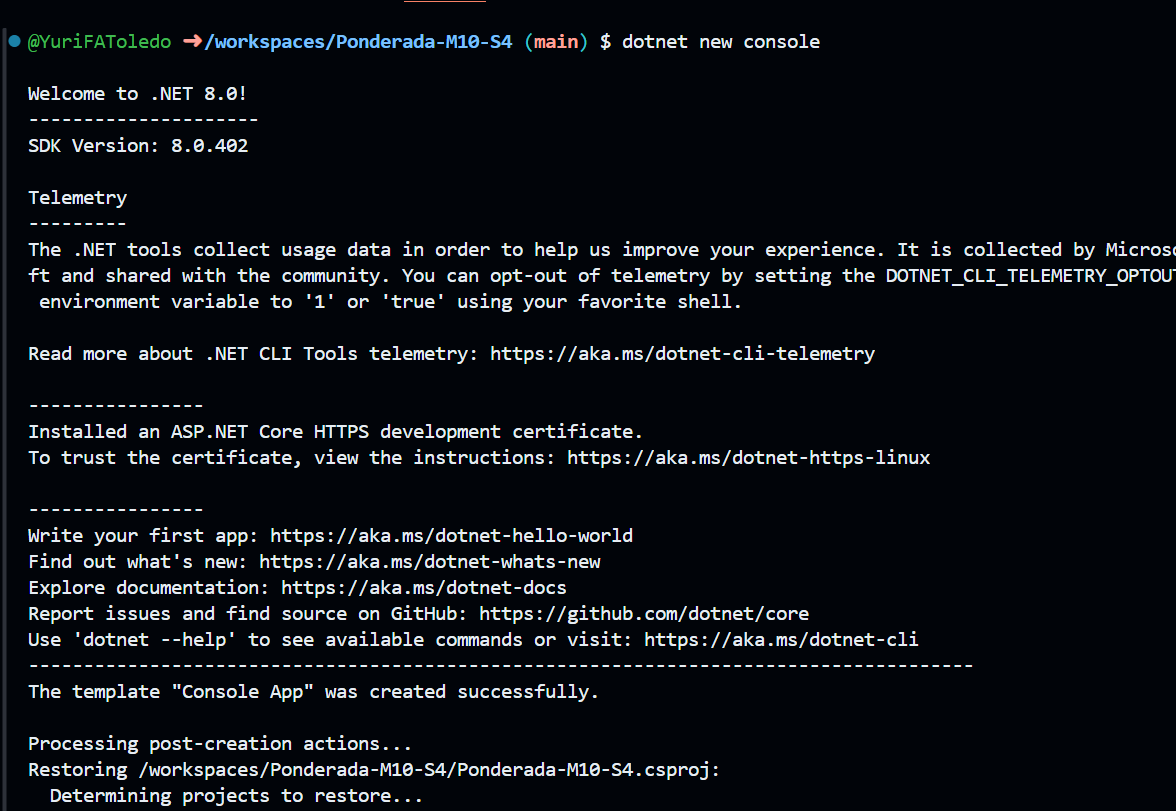 @YuriFAToledo ➜ /workspaces/Ponderada-M10-S4 (main) $ dotnet new console
Welcome to .NET 8.0!
---------------------
SDK Version: 8.0.402
Telemetry
---------
The .NET tools collect usage data in order to help us improve your experience. It is collected by Microso
ft and shared with the community. You can opt-out of telemetry by setting the DOTNET_CLI_TELEMETRY_OPTOUT
environment variable to '1' or 'true' using your favorite shell.
Read more about .NET CLI Tools telemetry: https://aka.ms/dotnet-cli-telemetry
----------------
Installed an ASP.NET Core HTTPS development certificate.
To trust the certificate, view the instructions: https://aka.ms/dotnet-https-linux
----------------
Write your first app: https://aka.ms/dotnet-hello-world
Find out what's new: https://aka.ms/dotnet-whats-new
Explore documentation: https://aka.ms/dotnet-docs
Report issues and find source on GitHub: https://github.com/dotnet/core
Use 'dotnet --help' to see available commands or visit: https://aka.ms/dotnet-cli
--------------------------------------------------------------------------------------
The template "Console App" was created successfully.
Processing post-creation actions...
Restoring /workspaces/Ponderada-M10-S4/Ponderada-M10-S4.csproj:
Determining projects to restore...